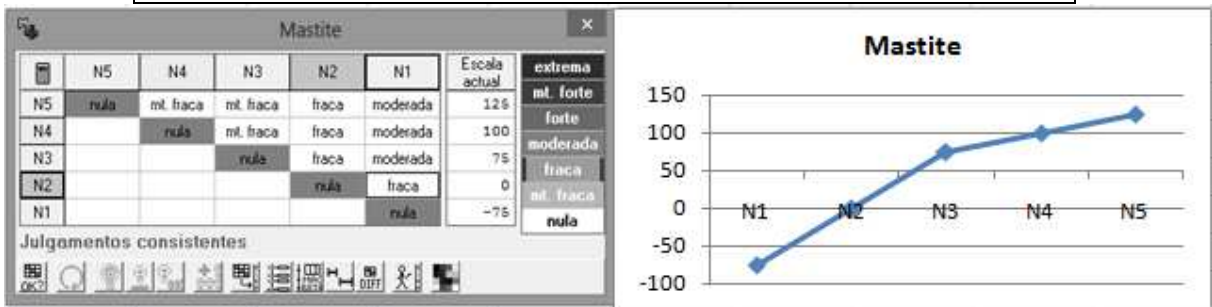 Mastite
N5 N4 N3 N2 N1 Escala actual
N5 nula mt. fraca mt. fraca fraca moderada 125
N4 nula mt. fraca fraca moderada 100
N3 nula fraca moderada 75
N2 nula fraca 0
N1 nula -75
extrema
mt. forte
forte
moderada
fraca
mt. fraca
nula
Julgamentos consistentes
OK?
DIFF
Mastite
150
100
50
0
-50
-100
N1 N2 N3 N4 N5